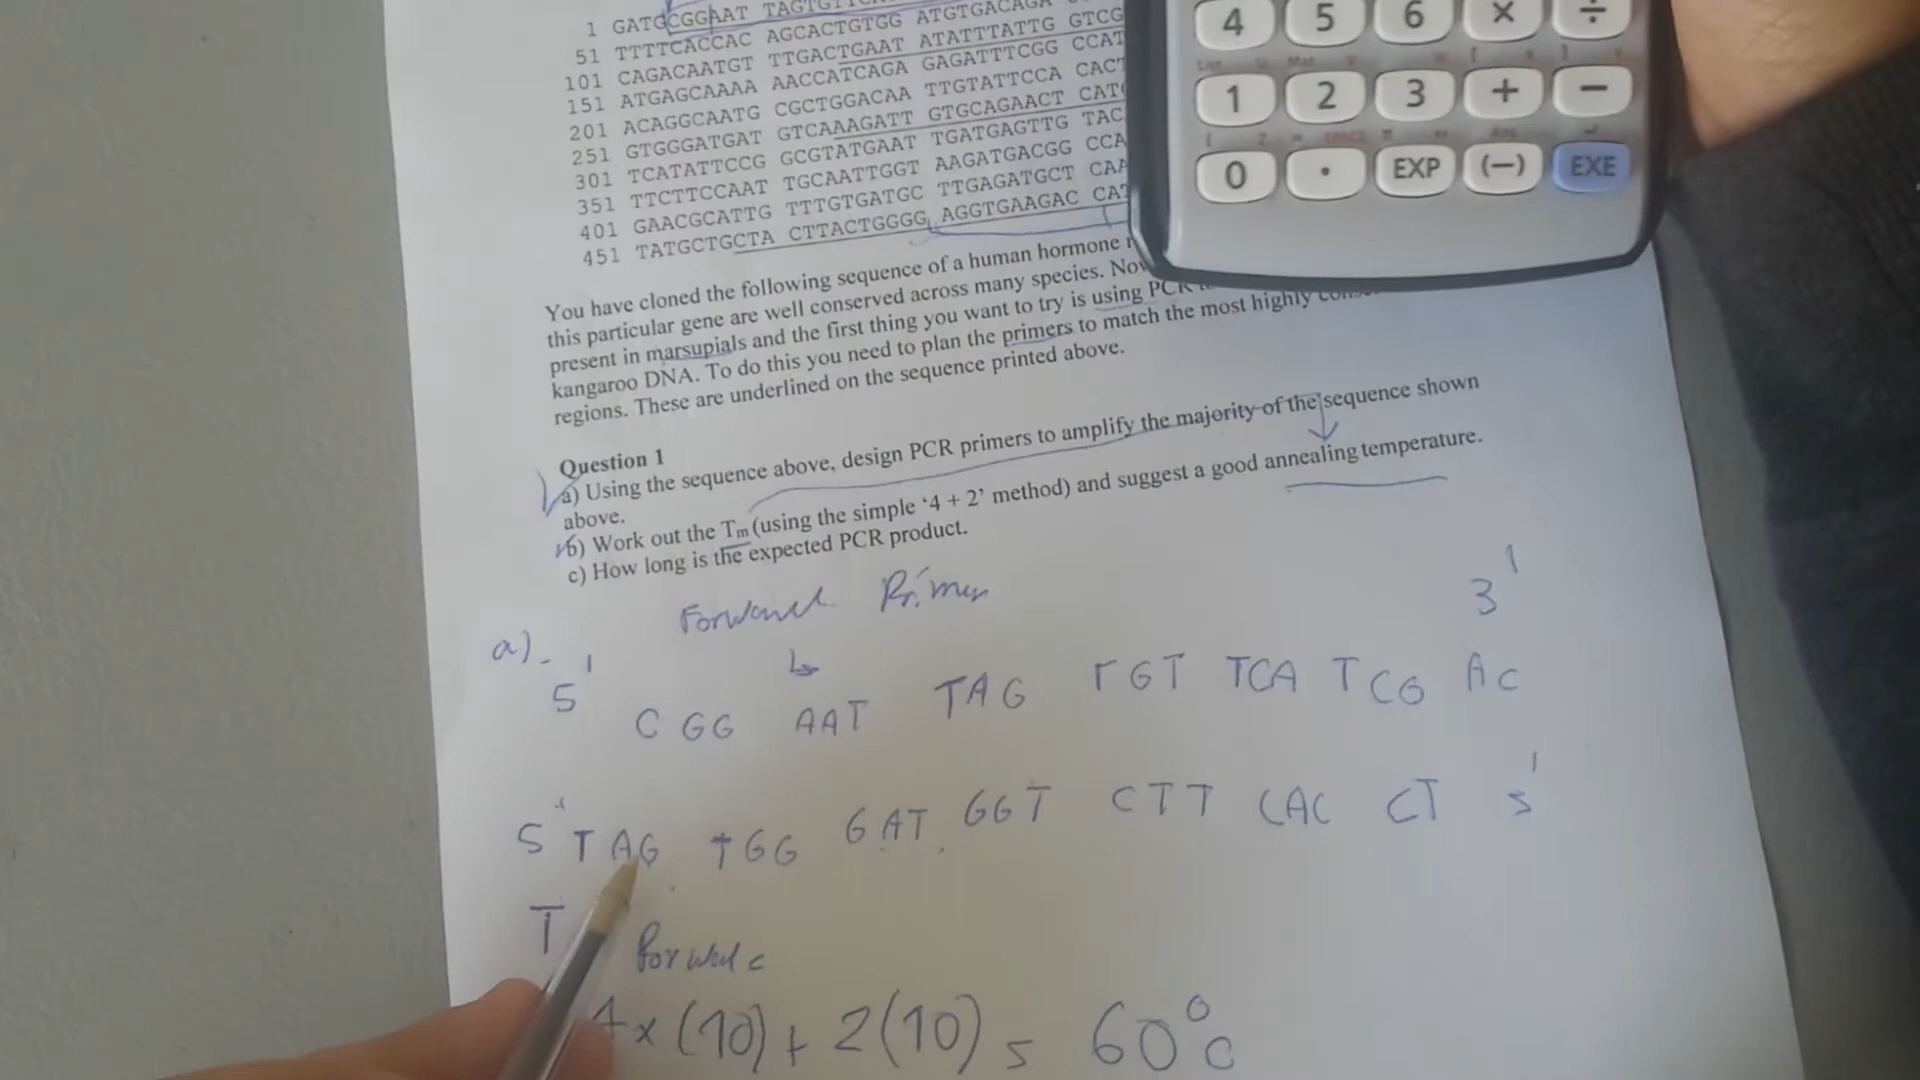 1 GATGCGGAAT TAGTGTTC
51 TTTTCACCAC AGCACTGTGG ATGTGACAGA
101 CAGACAATGT TTGACTGAAT ATATTTATTG GTCG
151 ATGAGCAAAA AACCATCAGA GAGATTTCGG CCAT
201 ACAGGCAATG CGCTGGACAA TTGTATTCCA CACT
251 GTGGGATGAT GTCAAAGATT GTGCAGAACT CATG
301 TCATATTCCG GCGTATGAAT TGATGAGTTG TAC
351 TTCTTCCAAT TGCAATTGGT AAGATGACGG CCA
401 GAACGCATTG TTTGTGATGC TTGAGATGCT CAA
451 TATGCTGCTA CTTACTGGGG AGGTGAAGAC CAT
You have cloned the following sequence of a human hormone
this particular gene are well conserved across many species.
present in marsupials and the first thing you want to try is using PCR
kangaroo DNA. To do this you need to plan the primers to match the most highly
regions. These are underlined on the sequence printed above.
Question 1
a) Using the sequence above, design PCR primers to amplify the majority of the sequence shown
above.
b) Work out the Tm (using the simple ‘4 + 2’ method) and suggest a good annealing temperature.
c) How long is the expected PCR product.
Forward Primer
a)- 5' CGG AAT TAG TGT TCA TCG AC 3'
5' TAG TGG GAT GGT CTT CAC CT 5'
T
4x(10)+2(10)= 60°C
4 5 6 × ÷
1 2 3 + −
0 . EXP (−) EXE